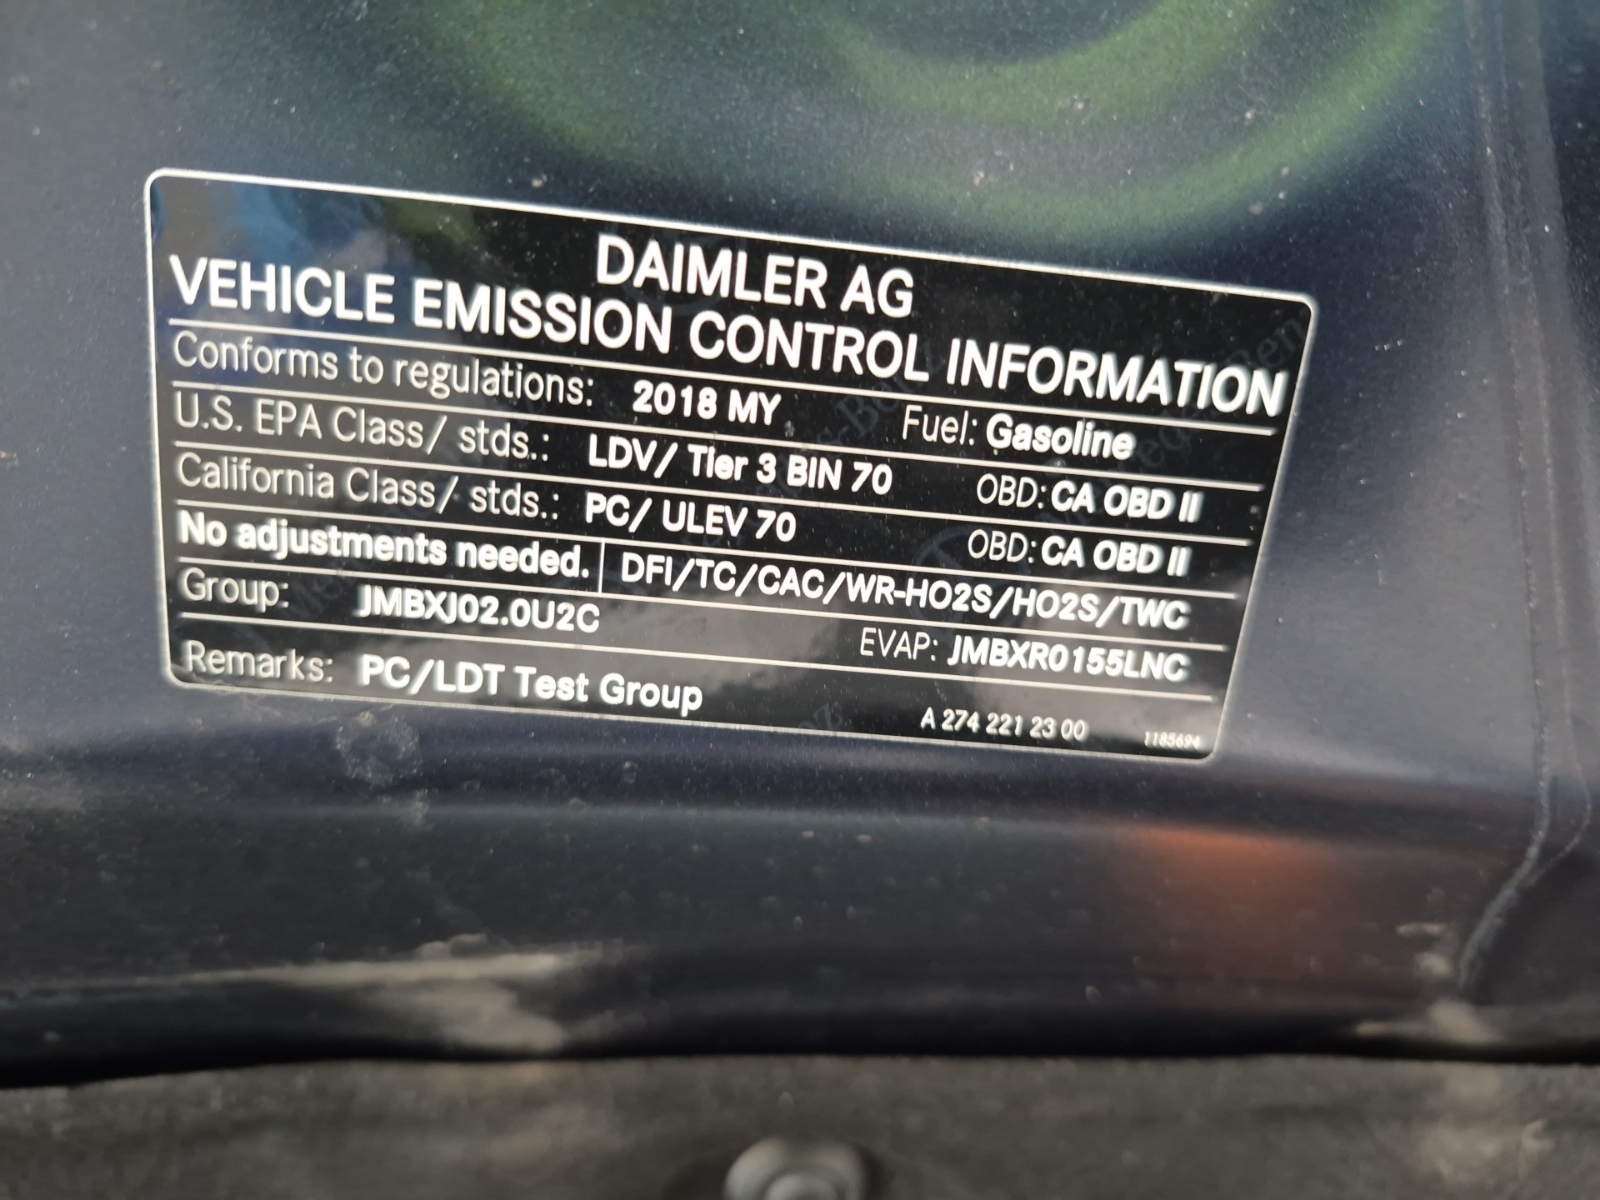 DAIMLER AG
VEHICLE EMISSION CONTROL INFORMATION
Conforms to regulations: 2018 MY Fuel: Gasoline
U.S. EPA Class/ stds.: LDV/ Tier 3 BIN 70 OBD: CA OBD II
California Class/ stds.: PC/ ULEV 70 OBD: CA OBD II
No adjustments needed. DFI/TC/CAC/WR-HO2S/HO2S/TWC
Group: JMBXJ02.0U2C EVAP: JMBXR0155LNC
Remarks: PC/LDT Test Group
A 274 221 23 00 1185694